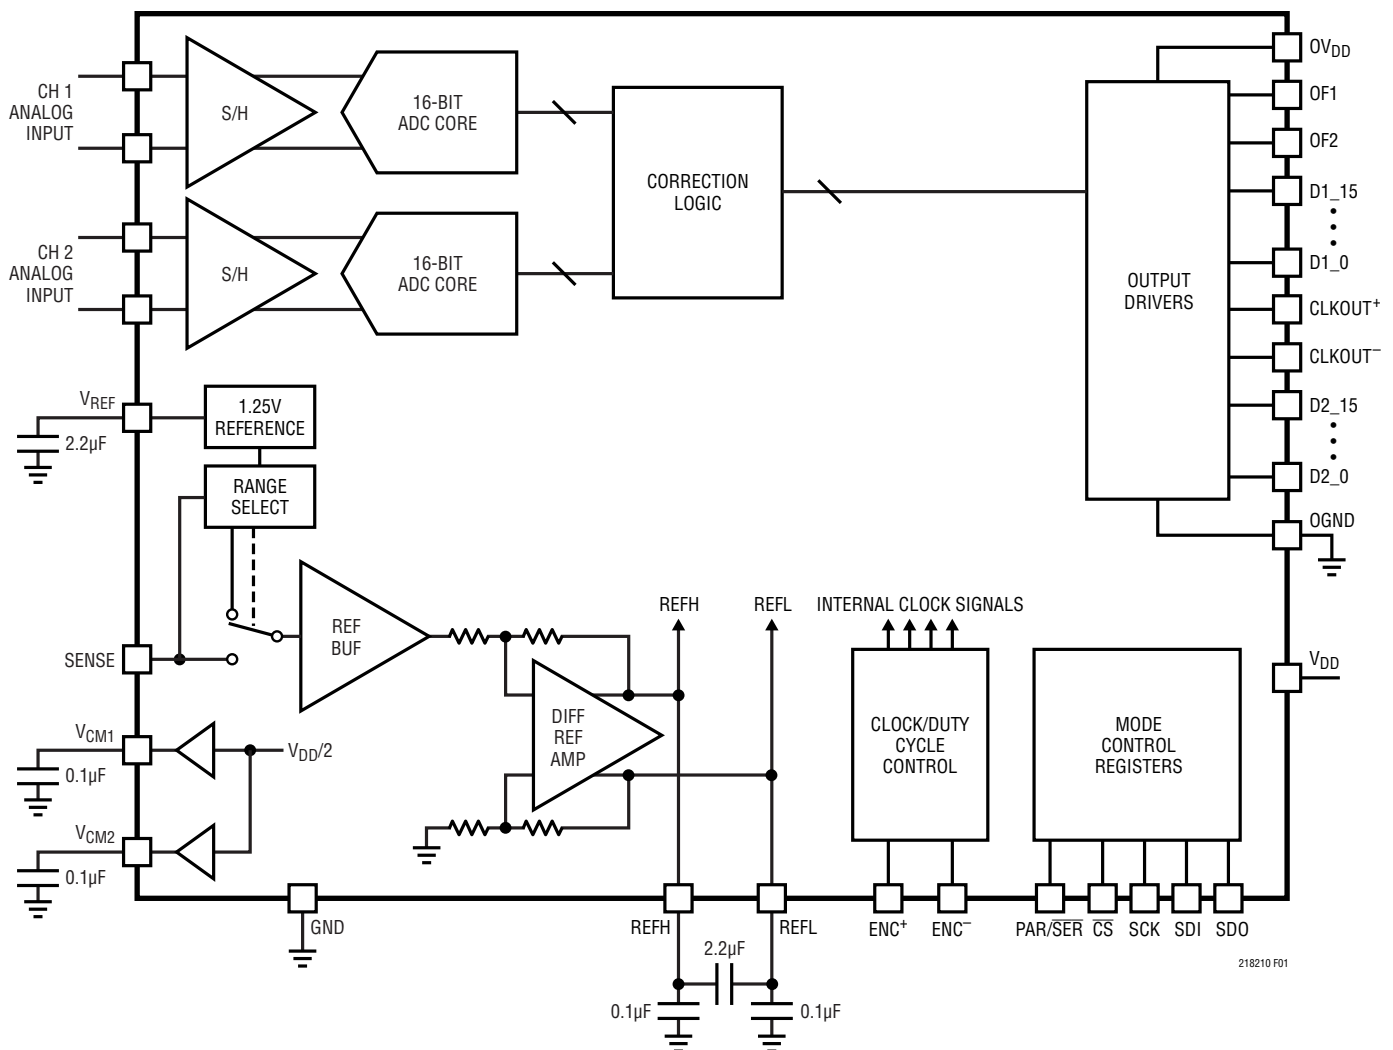 CH 1
ANALOG
INPUT
S/H
16-BIT
ADC CORE
CH 2
ANALOG
INPUT
S/H
16-BIT
ADC CORE
CORRECTION
LOGIC
OUTPUT
DRIVERS
OVDD
OF1
OF2
D1_15
D1_0
CLKOUT+
CLKOUT–
D2_15
D2_0
OGND
VDD
VREF
2.2µF
1.25V
REFERENCE
RANGE
SELECT
SENSE
REF
BUF
DIFF
REF
AMP
REFH
REFL
INTERNAL CLOCK SIGNALS
CLOCK/DUTY
CYCLE
CONTROL
MODE
CONTROL
REGISTERS
VCM1
0.1µF
VDD/2
VCM2
0.1µF
GND
REFH
REFL
2.2µF
0.1µF
0.1µF
ENC+
ENC–
PAR/SER
CS
SCK
SDI
SDO
218210 F01